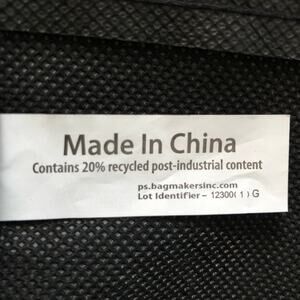 Made In China
Contains 20% recycled post-industrial content
ps.bagmakersinc.com
Lot Identifier – 12300( 1 ) G